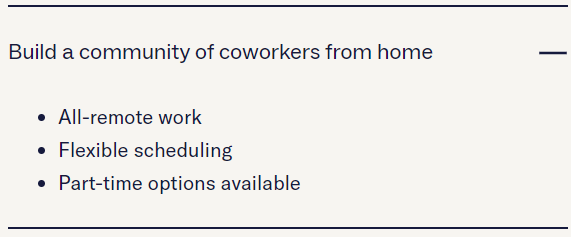 Build a community of coworkers from home
All-remote work
Flexible scheduling
Part-time options available